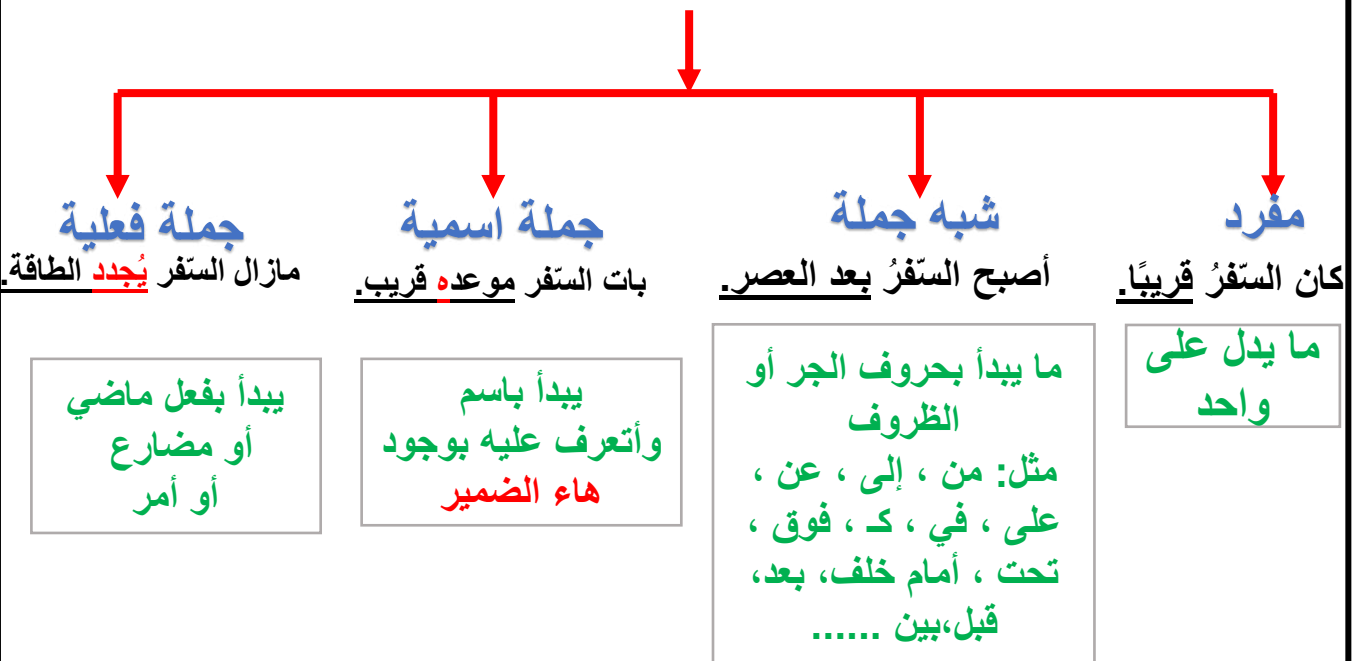 مفرد
كان السّفرُ قريبًا.
ما يدل على
واحد
شبه جملة
أصبح السّفرُ بعد العصر.
ما يبدأ بحروف الجر أو
الظروف
مثل: من ، إلى ، عن ،
على ، في ، كـ ، فوق ،
تحت ، أمام خلف، بعد،
قبل،بين ......
جملة اسمية
بات السّفر موعده قريب.
يبدأ باسم
وأتعرف عليه بوجود
هاء الضمير
جملة فعلية
مازال السّفر يُجدد الطاقة.
يبدأ بفعل ماضي
أو مضارع
أو أمر